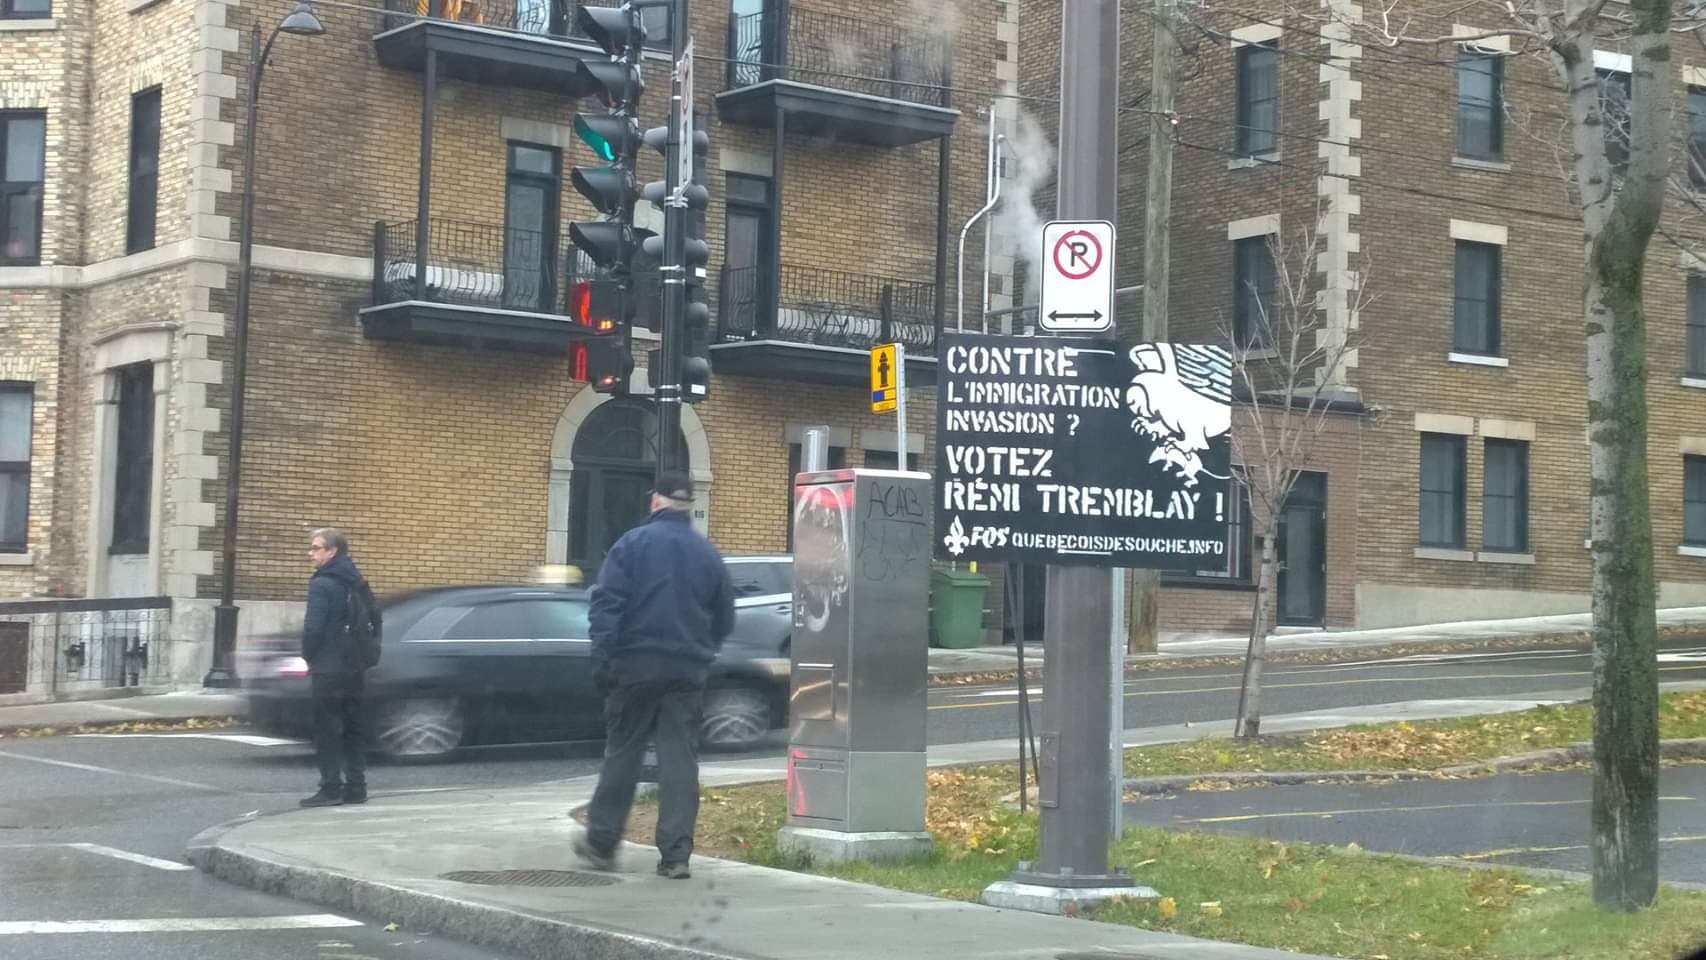 P
CONTRE
L'IMMIGRATION
INVASION ?
VOTEZ
RÉMI TREMBLAY !
FQS QUEBECOISDESOUCHE.INFO
ACAB